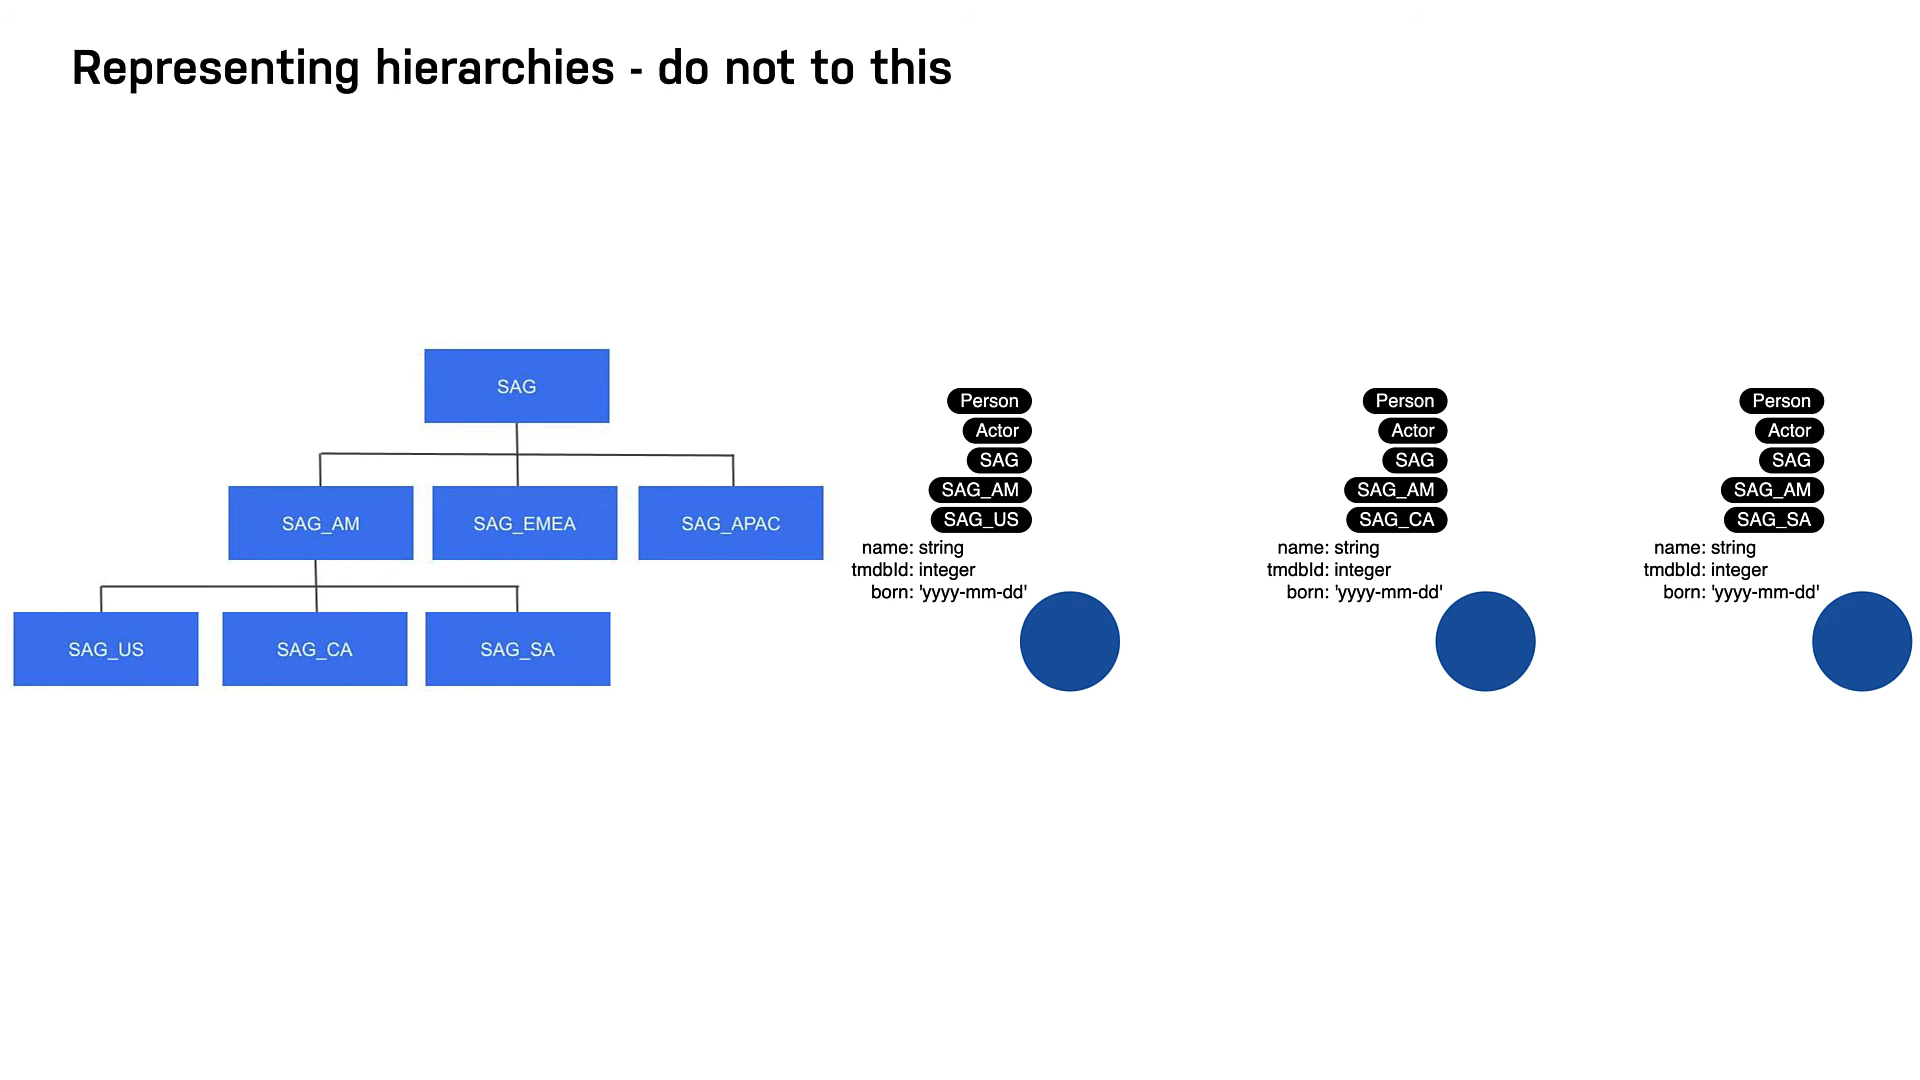 Representing hierarchies - do not to this
SAG
SAG_AM
SAG_EMEA
SAG_APAC
SAG_US
SAG_CA
SAG_SA
Person
Actor
SAG
SAG_AM
SAG_US
name: string
tmdbId: integer
born: 'yyyy-mm-dd'
Person
Actor
SAG
SAG_AM
SAG_CA
name: string
tmdbId: integer
born: 'yyyy-mm-dd'
Person
Actor
SAG
SAG_AM
SAG_SA
name: string
tmdbId: integer
born: 'yyyy-mm-dd'